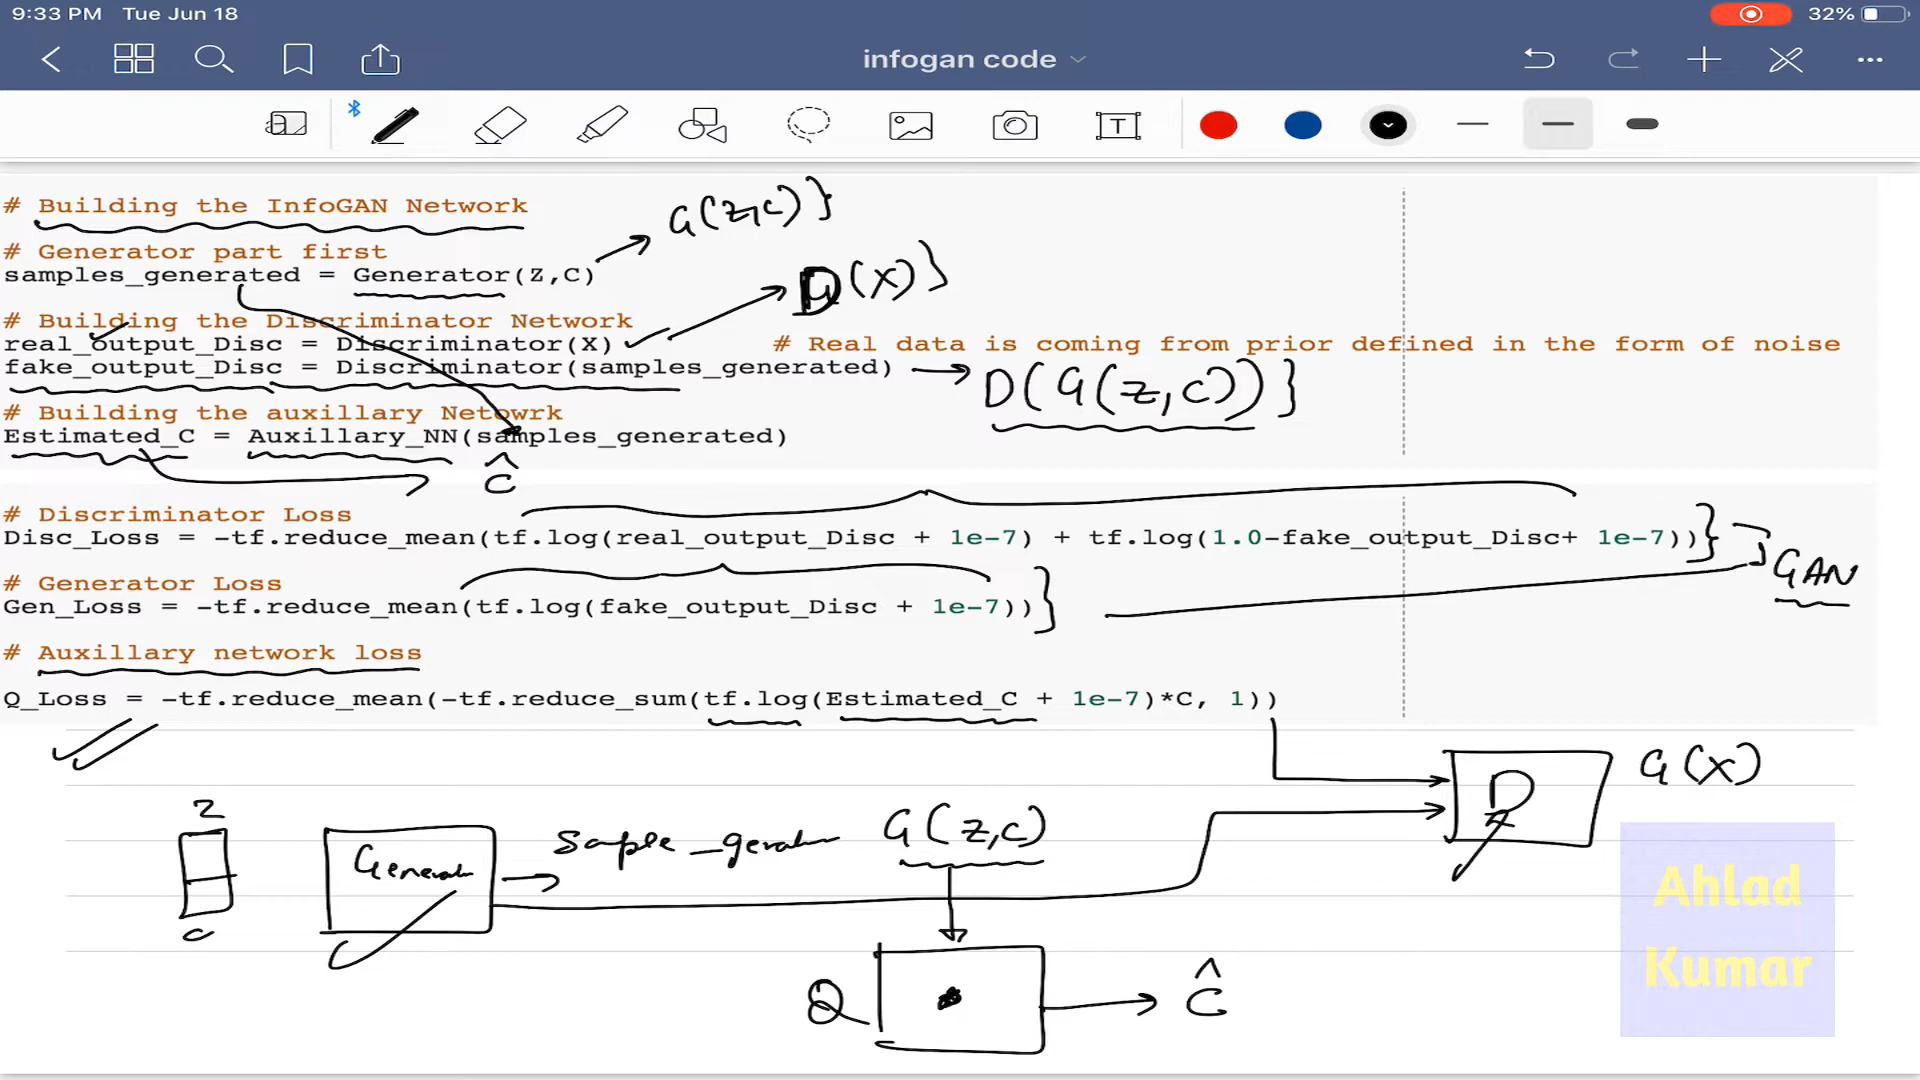 9:33 PM Tue Jun 18
32%
infogan code
# Building the InfoGAN Network
G(Z,C)}
# Generator part first
samples_generated = Generator(Z,C)
D(X)}
# Building the Discriminator Network
real_output_Disc = Discriminator(X) # Real data is coming from prior defined in the form of noise
fake_output_Disc = Discriminator(samples_generated)
D(G(Z,C))}
# Building the auxillary Netowrk
Estimated_C = Auxillary_NN(samples_generated)
Ĉ
# Discriminator Loss
Disc_Loss = -tf.reduce_mean(tf.log(real_output_Disc + 1e-7) + tf.log(1.0-fake_output_Disc+ 1e-7))}
GAN
# Generator Loss
Gen_Loss = -tf.reduce_mean(tf.log(fake_output_Disc + 1e-7))}
# Auxillary network loss
Q_Loss = -tf.reduce_mean(-tf.reduce_sum(tf.log(Estimated_C + 1e-7)*C, 1))
D
G(X)
Z
G(Z,C)
C
Q
Ĉ
Ahlad
Kumar